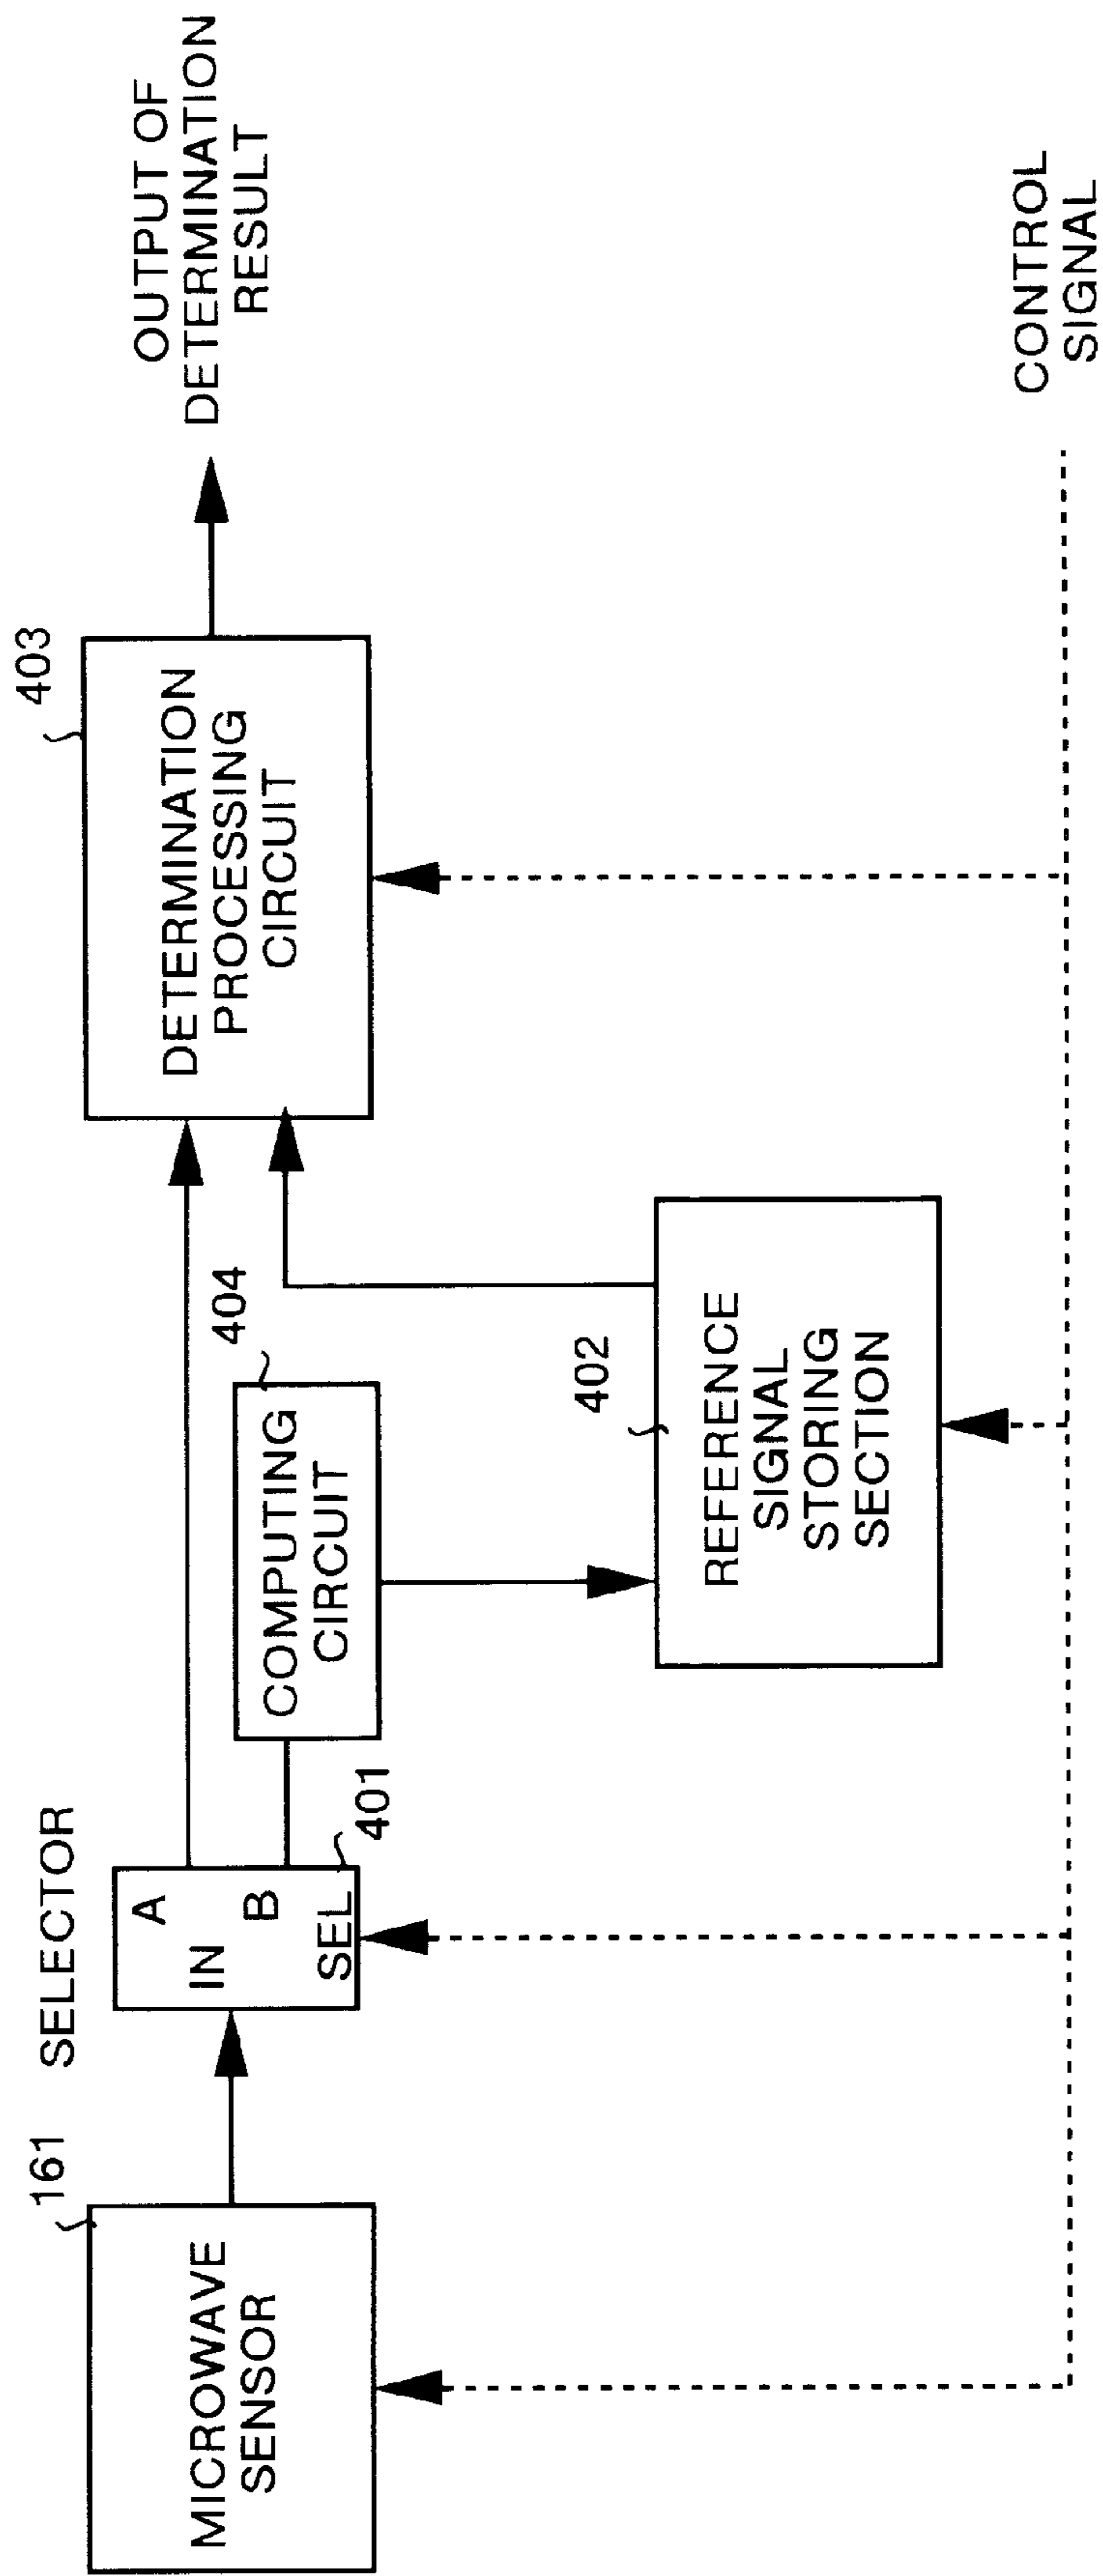 161
MICROWAVE
SENSOR
SELECTOR
A
IN
B
SEL
401
COMPUTING
CIRCUIT
404
402
REFERENCE
SIGNAL
STORING
SECTION
403
DETERMINATION
PROCESSING
CIRCUIT
OUTPUT OF
DETERMINATION
RESULT
CONTROL
SIGNAL